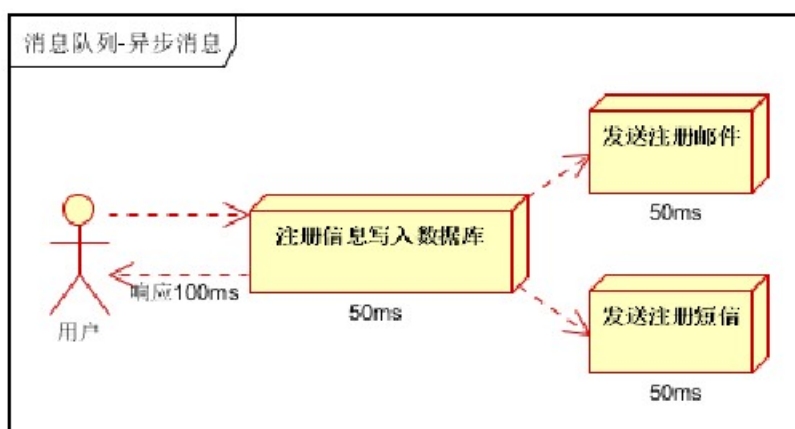 消息队列-异步消息
发送注册邮件
50ms
注册信息写入数据库
响应100ms
50ms
用户
发送注册短信
50ms